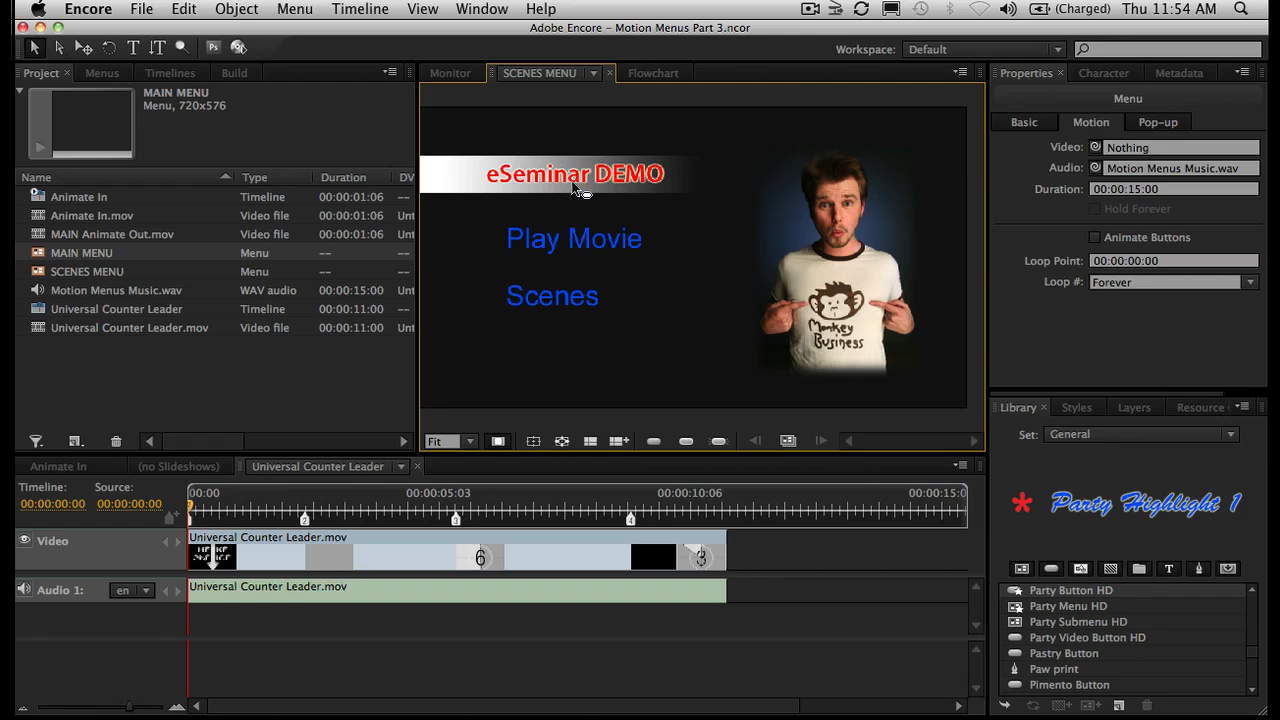 Encore File Edit Object Menu Timeline View Window Help (Charged) Thu 11:54 AM
Adobe Encore – Motion Menus Part 3.ncor
Ps Workspace: Default
Project Menus Timelines Build Monitor SCENES MENU Flowchart Properties Character Metadata
MAIN MENU
Menu, 720x576
Menu
Basic Motion Pop-up
Video: Nothing
Audio: Motion Menus Music.wav
Duration: 00:00:15:00
Hold Forever
Animate Buttons
Loop Point: 00:00:00:00
Loop #: Forever
Name Type Duration DV
Animate In Timeline 00:00:01:06
Animate In.mov Video file 00:00:01:06 Unt
MAIN Animate Out.mov Video file 00:00:01:06 Unt
MAIN MENU Menu -- --
SCENES MENU Menu -- --
Motion Menus Music.wav WAV audio 00:00:15:00 Unt
Universal Counter Leader Timeline 00:00:11:00
Universal Counter Leader.mov Video file 00:00:11:00 Unt
eSeminar DEMO
Play Movie
Scenes
Monkey
Business
Fit
Library Styles Layers Resource
Set: General
Party Highlight 1
T
Party Button HD
Party Menu HD
Party Submenu HD
Party Video Button HD
Pastry Button
Paw print
Pimento Button
Animate In (no Slideshows) Universal Counter Leader
Timeline: Source:
00:00:00:00 00:00:00:00
00:00 00:00:05:03 00:00:10:06 00:00:15:0
2 3 4
Video Universal Counter Leader.mov
6 3
Audio 1: en Universal Counter Leader.mov